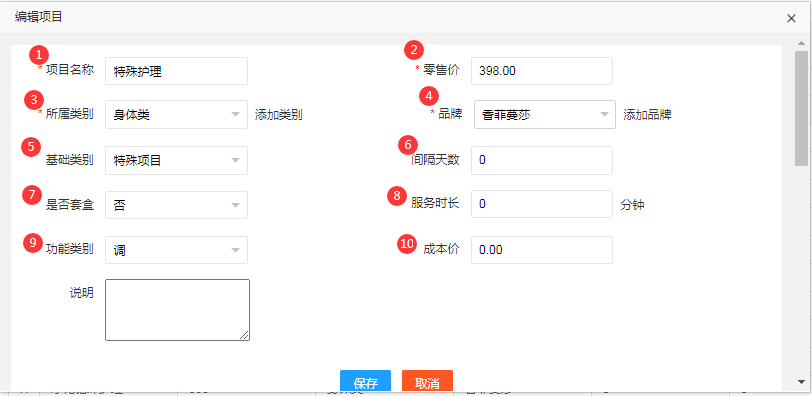 编辑项目 ×
1 2
* 项目名称 特殊护理 * 零售价 398.00
3 4
* 所属类别 身体类 添加类别 * 品牌 香菲蔓莎 添加品牌
5 基础类别 特殊项目 6 间隔天数 0
7 是否套盒 否 8 服务时长 0 分钟
9 功能类别 调 10 成本价 0.00
说明
保存 取消